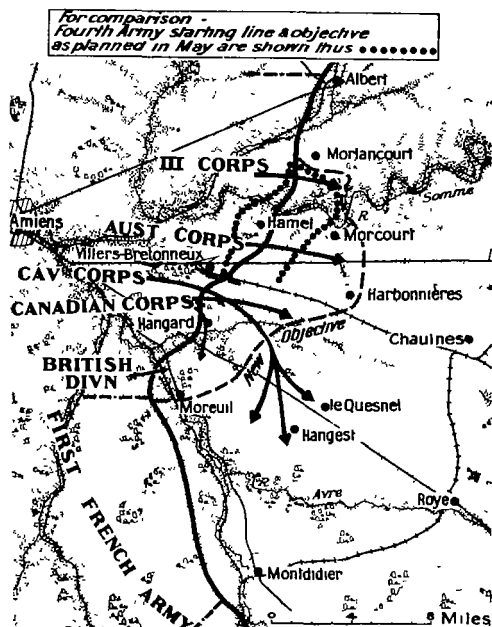 For comparison -
Fourth Army starting line & objective
as planned in May are shown thus
Albert
Morlancourt
III CORPS
Somme
Amiens
Hamel
R
AUST CORPS
Morcourt
Villers-Bretonneux
CAV CORPS
Harbonnières
CANADIAN CORPS
Hangard
Objective
Chaulnes
New
BRITISH
DIVN
Moreuil
le Quesnel
Hangest
FIRST FRENCH ARMY
Avre
Roye
Montdidier
0 4 8 Miles